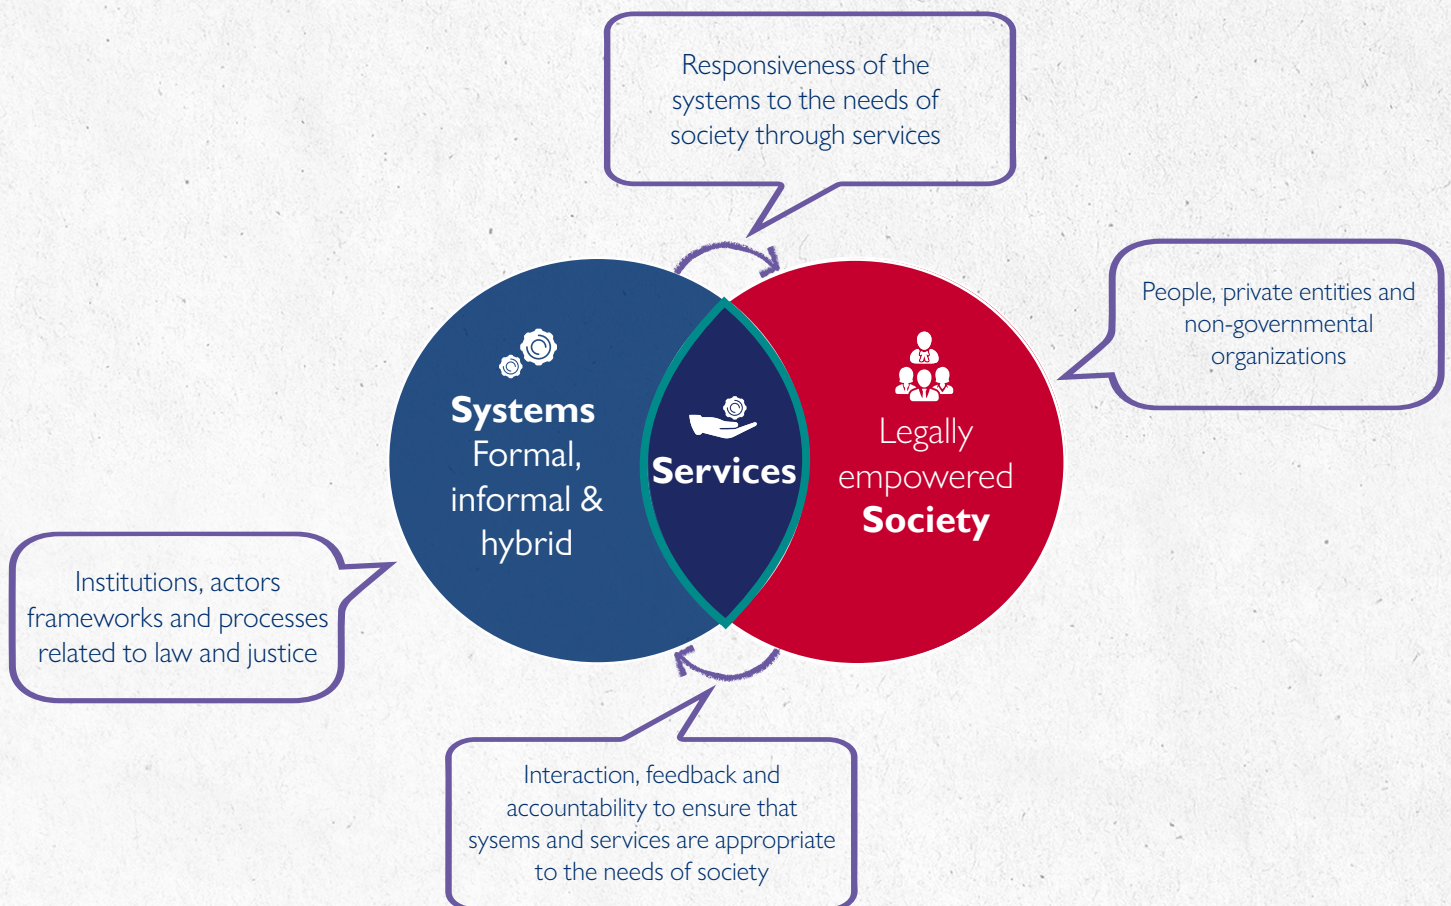 Responsiveness of the
systems to the needs of
society through services
People, private entities and
non-governmental
organizations
Systems
Formal,
informal &
hybrid
Services
Legally
empowered
Society
Institutions, actors
frameworks and processes
related to law and justice
Interaction, feedback and
accountability to ensure that
sysems and services are appropriate
to the needs of society